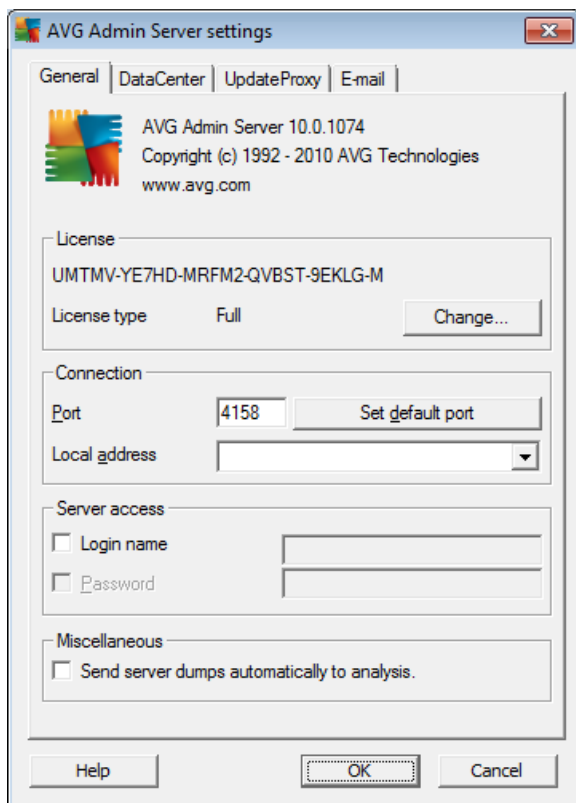 AVG Admin Server settings
General DataCenter UpdateProxy E-mail
AVG Admin Server 10.0.1074
Copyright (c) 1992 - 2010 AVG Technologies
www.avg.com
License
UMTMV-YE7HD-MRFM2-QVBST-9EKLG-M
License type Full Change...
Connection
Port 4158 Set default port
Local address
Server access
Login name
Password
Miscellaneous
Send server dumps automatically to analysis.
Help OK Cancel